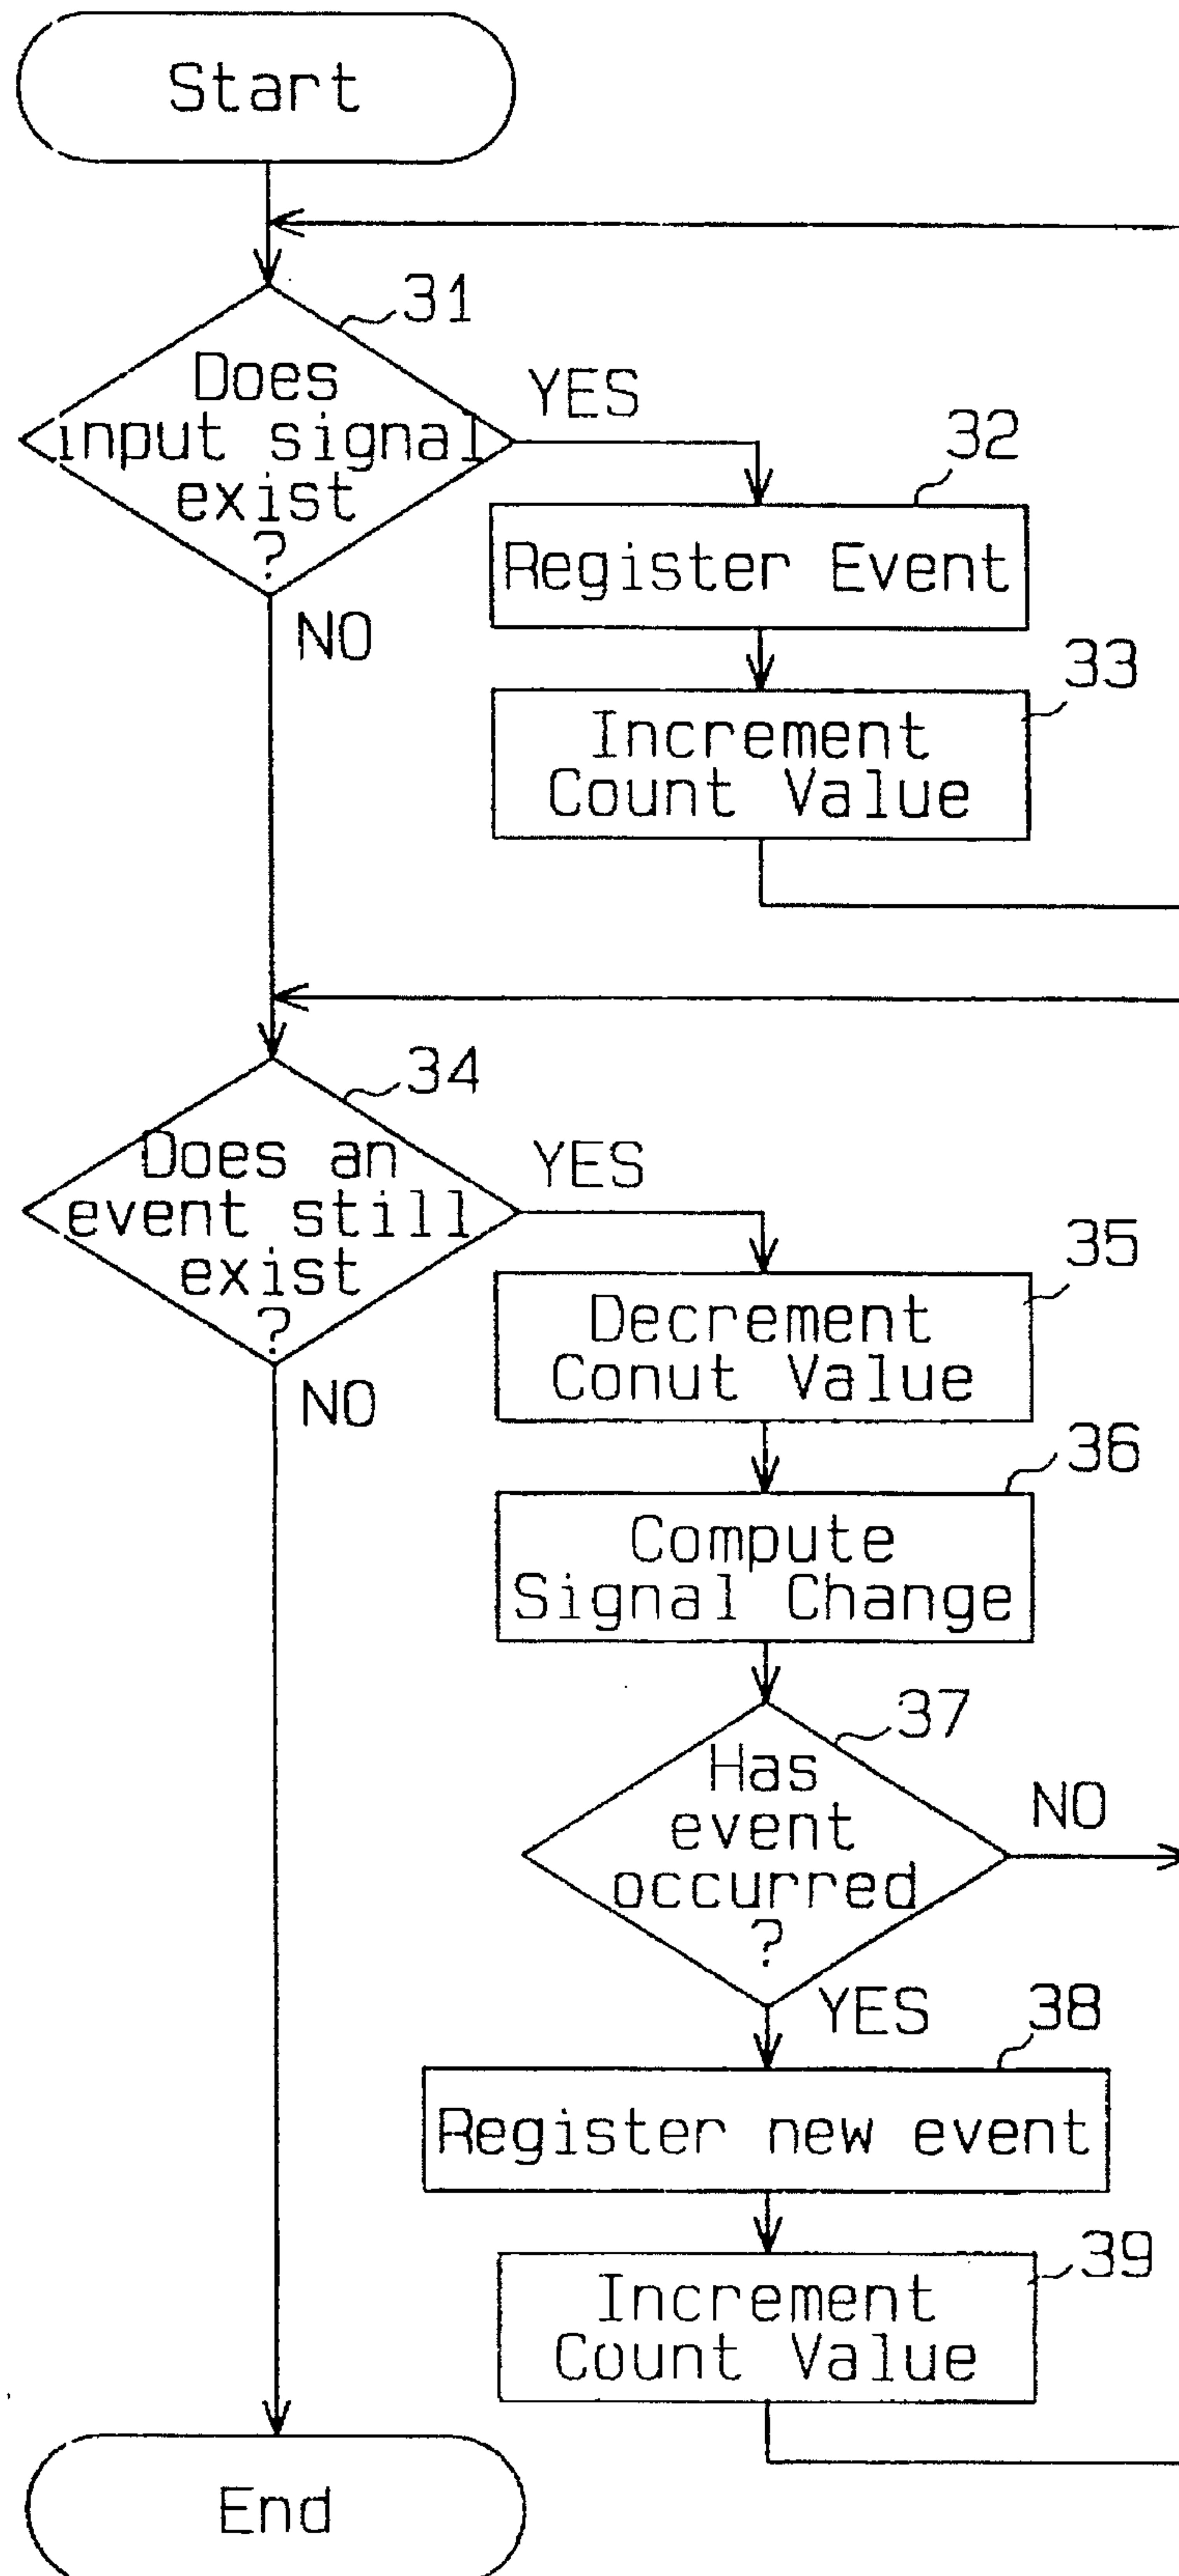 Start
31
Does
input signal
exist
?
YES
NO
32
Register Event
33
Increment
Count Value
34
Does an
event still
exist
?
YES
NO
35
Decrement
Conut Value
36
Compute
Signal Change
37
Has
event
occurred
?
NO
YES
38
Register new event
39
Increment
Count Value
End